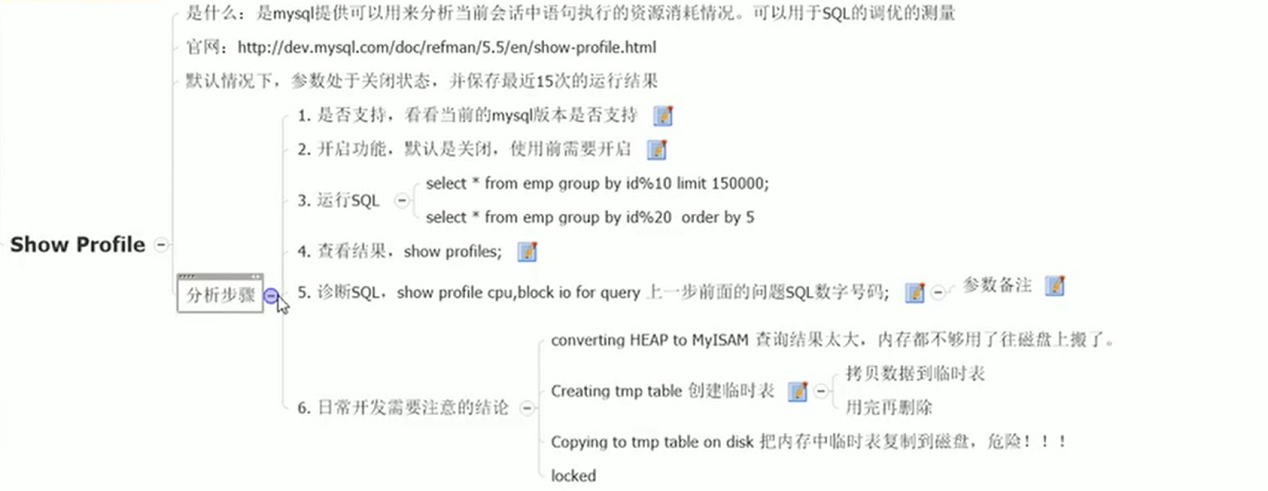 是什么：是mysql提供可以用来分析当前会话中语句执行的资源消耗情况。可以用于SQL的调优的测量
官网：http://dev.mysql.com/doc/refman/5.5/en/show-profile.html
默认情况下，参数处于关闭状态，并保存最近15次的运行结果
Show Profile
分析步骤
1. 是否支持，看看当前的mysql版本是否支持
2. 开启功能，默认是关闭，使用前需要开启
3. 运行SQL
select * from emp group by id%10 limit 150000;
select * from emp group by id%20  order by 5
4. 查看结果，show profiles;
5. 诊断SQL，show profile cpu,block io for query 上一步前面的问题SQL数字号码;
参数备注
6. 日常开发需要注意的结论
converting HEAP to MyISAM 查询结果太大，内存都不够用了往磁盘上搬了。
Creating tmp table 创建临时表
拷贝数据到临时表
用完再删除
Copying to tmp table on disk 把内存中临时表复制到磁盘，危险！！！
locked